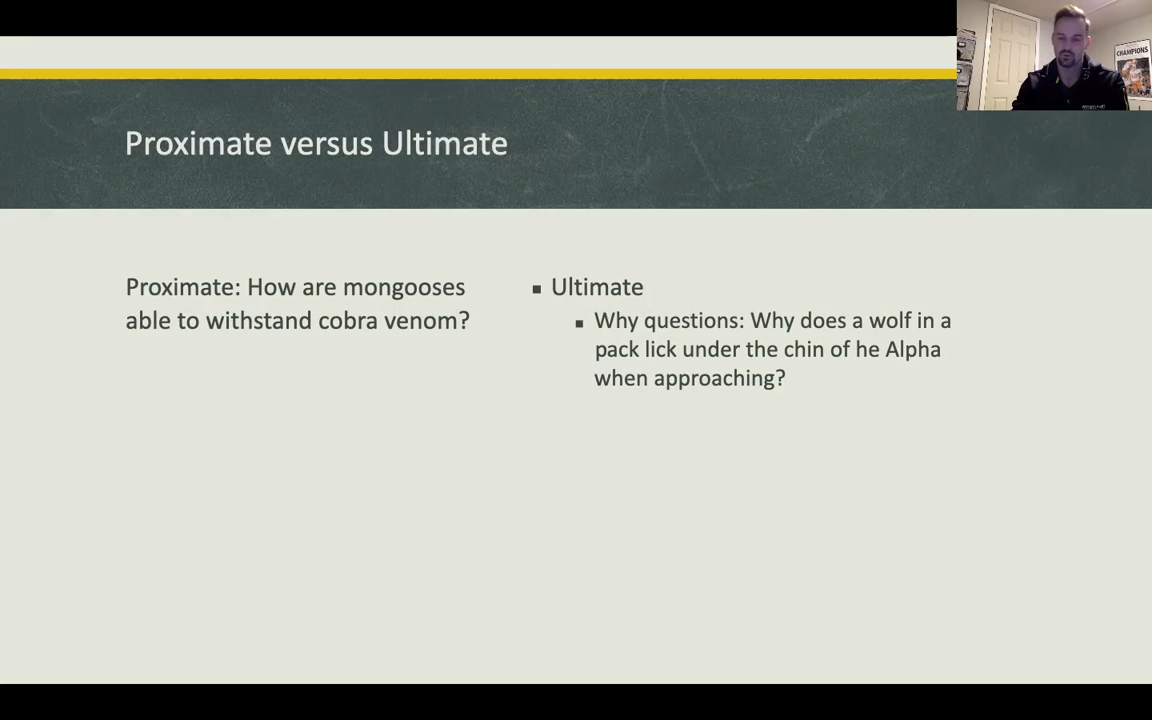 CHAMPIONS
Proximate versus Ultimate
Proximate: How are mongooses
able to withstand cobra venom?
▪ Ultimate
▪ Why questions: Why does a wolf in a
pack lick under the chin of he Alpha
when approaching?